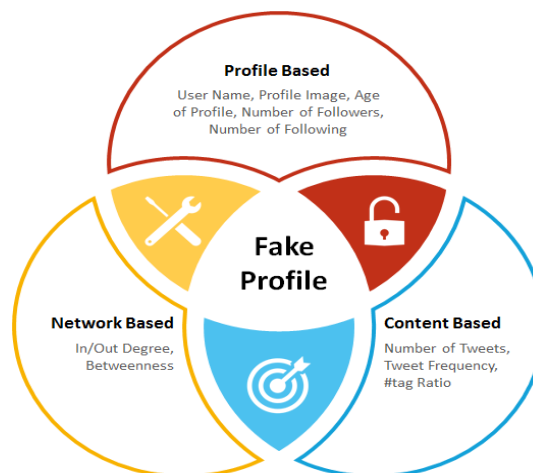 Profile Based
User Name, Profile Image, Age
of Profile, Number of Followers,
Number of Following
Fake
Profile
Network Based
In/Out Degree,
Betweenness
Content Based
Number of Tweets,
Tweet Frequency,
#tag Ratio